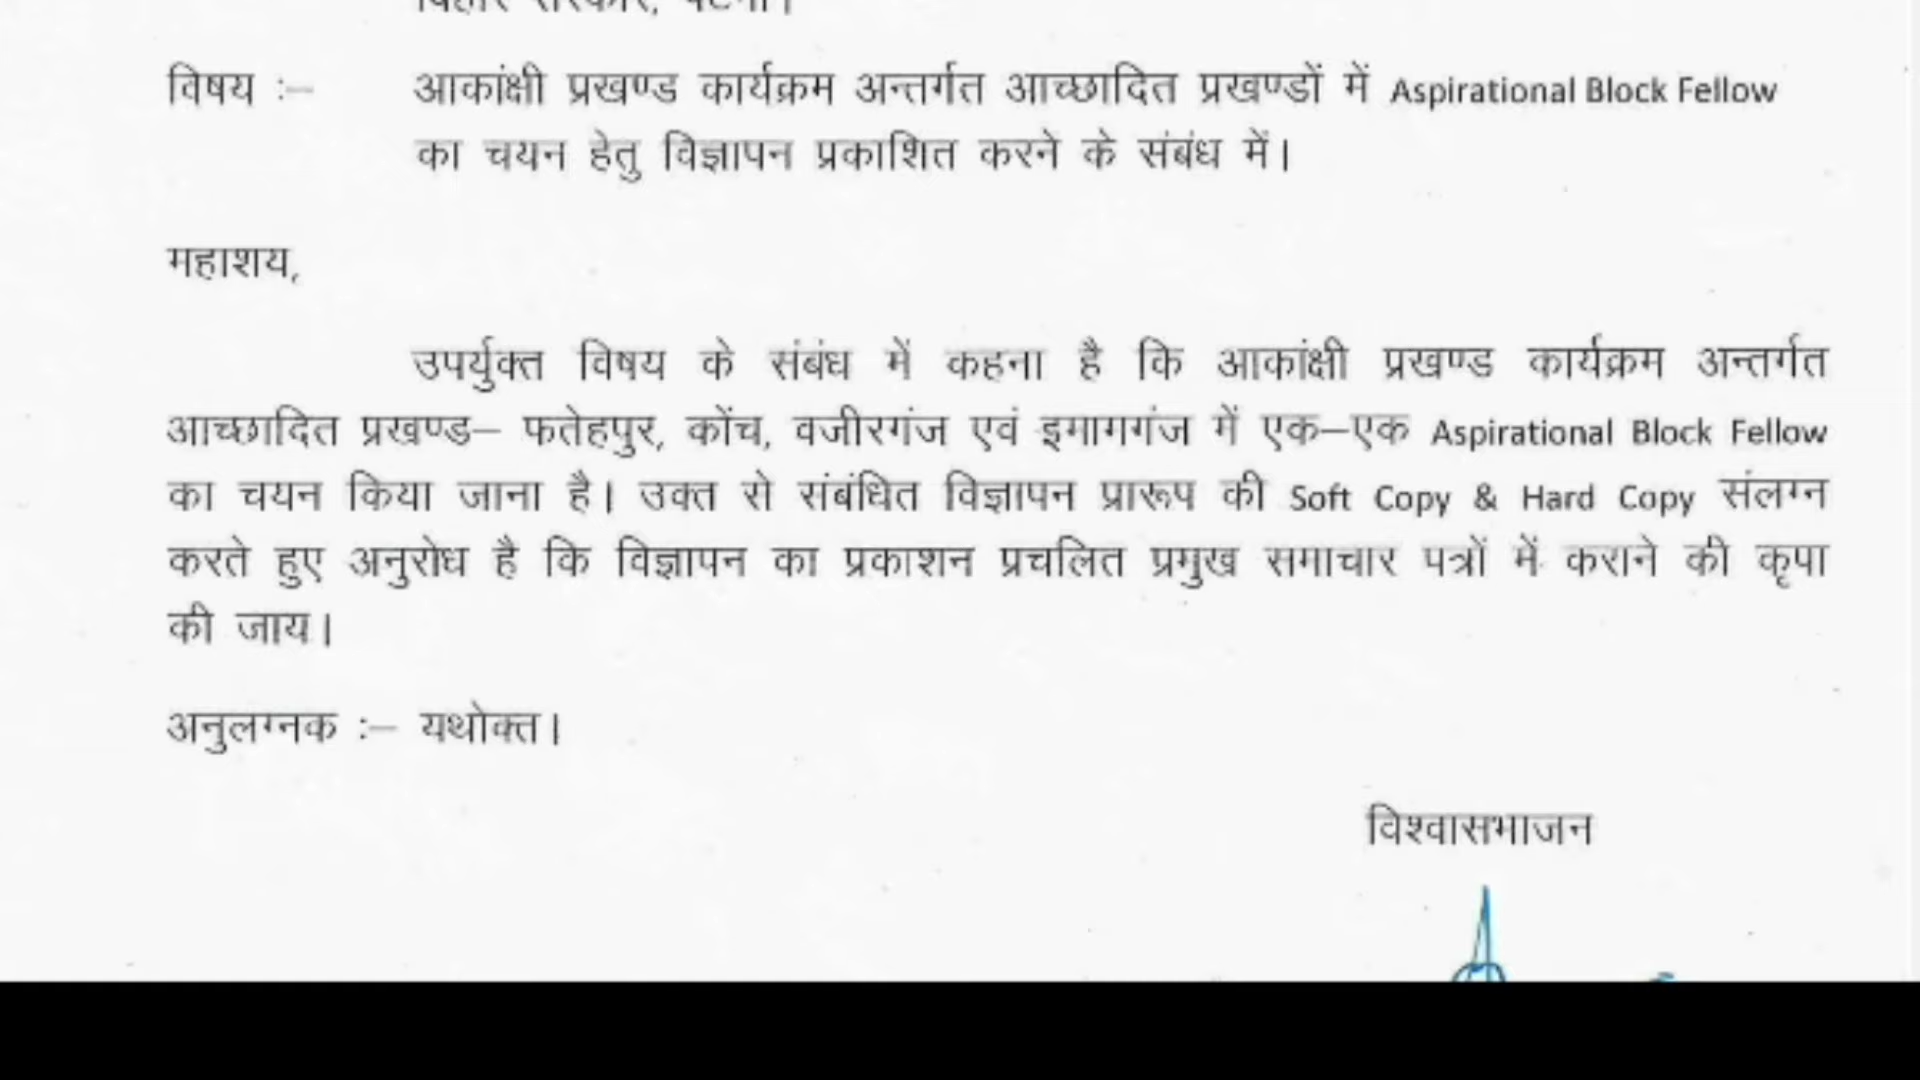 बिहार सरकार, पटना।
विषय :– आकांक्षी प्रखण्ड कार्यक्रम अन्तर्गत आच्छादित प्रखण्डों में Aspirational Block Fellow
का चयन हेतु विज्ञापन प्रकाशित करने के संबंध में।
महाशय,
उपर्युक्त विषय के संबंध में कहना है कि आकांक्षी प्रखण्ड कार्यक्रम अन्तर्गत
आच्छादित प्रखण्ड– फतेहपुर, कोंच, वजीरगंज एवं इमामगंज में एक–एक Aspirational Block Fellow
का चयन किया जाना है। उक्त से संबंधित विज्ञापन प्रारूप की Soft Copy & Hard Copy संलग्न
करते हुए अनुरोध है कि विज्ञापन का प्रकाशन प्रचलित प्रमुख समाचार पत्रों में कराने की कृपा
की जाय।
अनुलग्नक :– यथोक्त।
विश्वासभाजन